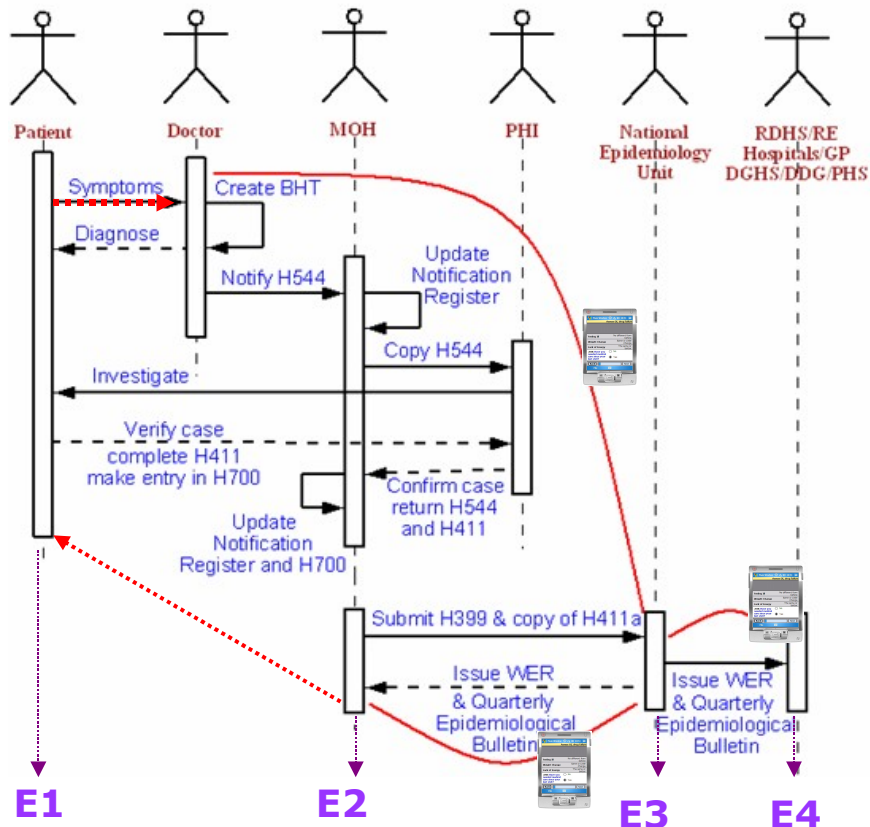 Patient
Doctor
MOH
PHI
National
Epidemiology
Unit
RDHS/RE
Hospitals/GP
DGHS/DDG/PHS
Symptoms
Create BHT
Diagnose
Notify H544
Update
Notification
Register
Copy H544
Investigate
Verify case
complete H411
make entry in H700
Confirm case
return H544
and H411
Update
Notification
Register and H700
Submit H399 & copy of H411a
Issue WER
& Quarterly
Epidemiological
Bulletin
Issue WER
& Quarterly
Epidemiological
Bulletin
E1
E2
E3
E4